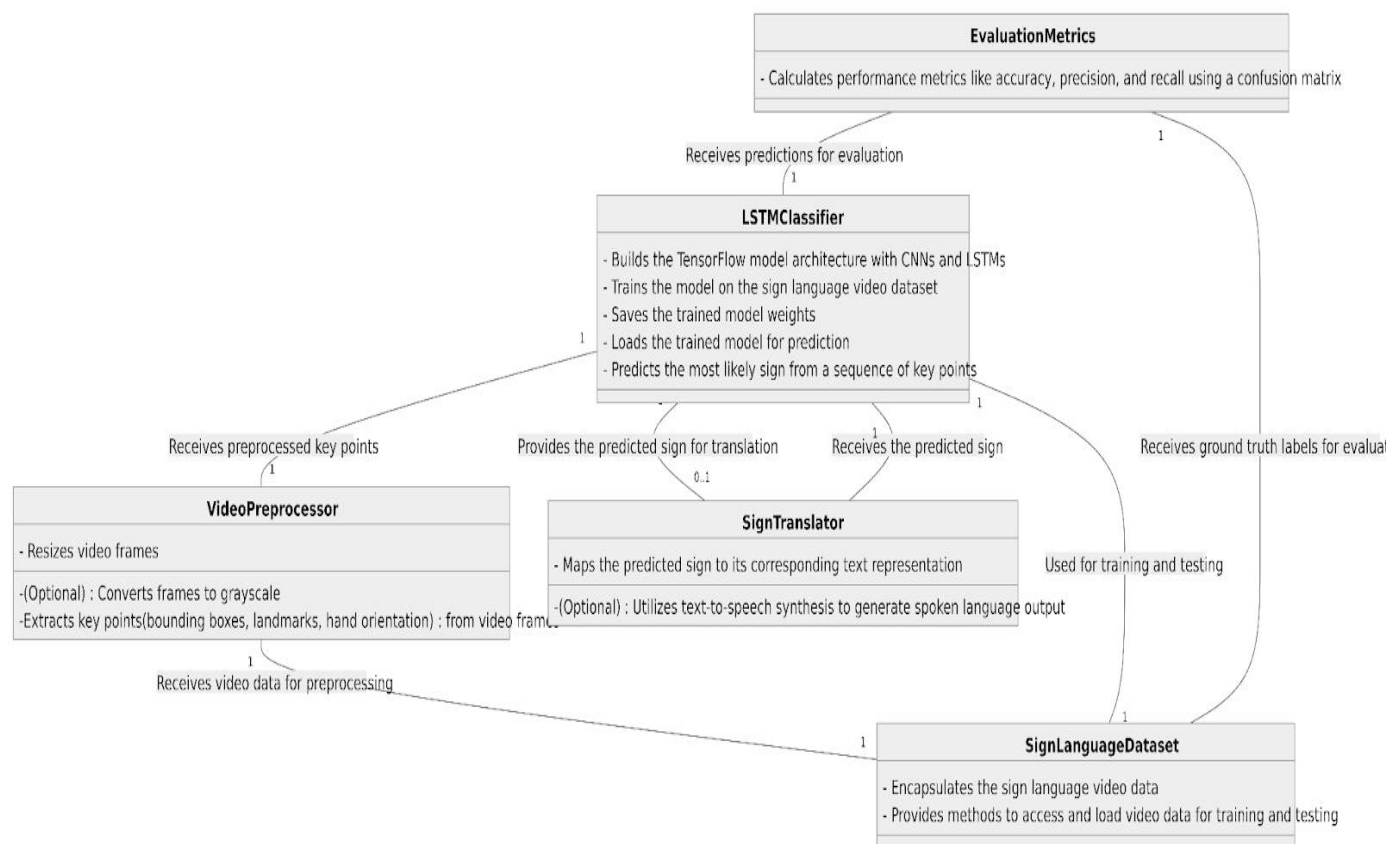 EvaluationMetrics
- Calculates performance metrics like accuracy, precision, and recall using a confusion matrix
1
Receives predictions for evaluation
1
LSTMClassifier
- Builds the TensorFlow model architecture with CNNs and LSTMs
- Trains the model on the sign language video dataset
- Saves the trained model weights
- Loads the trained model for prediction
- Predicts the most likely sign from a sequence of key points
1
1
1
Receives preprocessed key points
Provides the predicted sign for translation
Receives the predicted sign
Receives ground truth labels for
1
0..1
VideoPreprocessor
- Resizes video frames
-(Optional) : Converts frames to grayscale
-Extracts key points(bounding boxes, landmarks, hand orientation) : from video frames
SignTranslator
- Maps the predicted sign to its corresponding text representation
-(Optional) : Utilizes text-to-speech synthesis to generate spoken language output
Used for training and testing
1
Receives video data for preprocessing
1
1
SignLanguageDataset
- Encapsulates the sign language video data
- Provides methods to access and load video data for training and testing